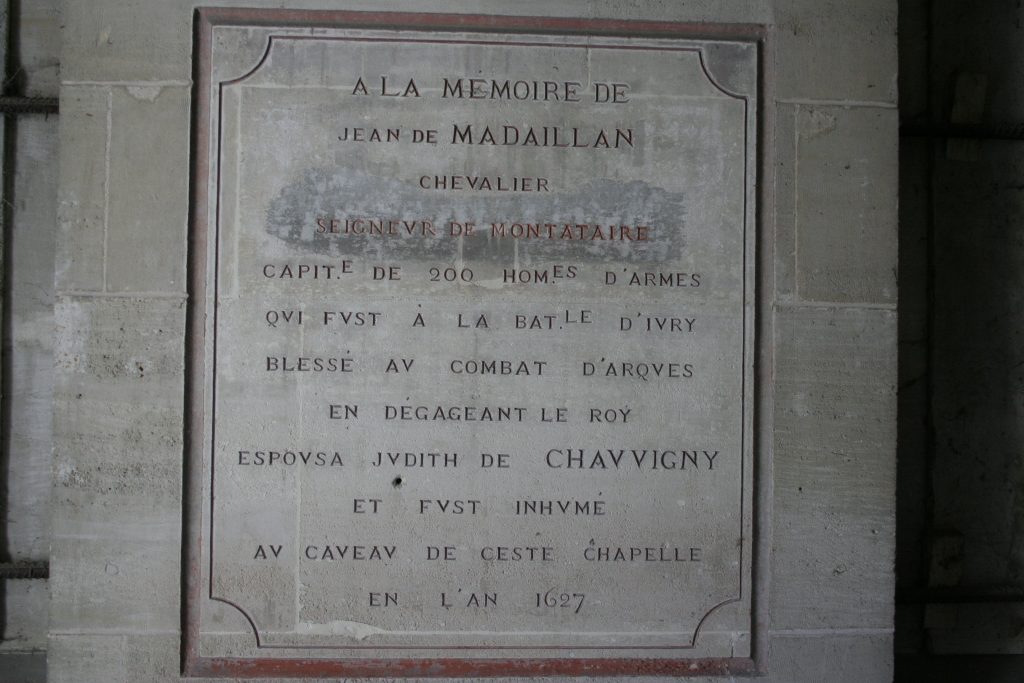 A LA MÉMOIRE DE
JEAN DE MADAILLAN
CHEVALIER
SEIGNEVR DE MONTATAIRE
CAPIT.E DE 200 HOM.ES D'ARMES
QVI FVST À LA BAT.LE D'IVRY
BLESSÉ AV COMBAT D'ARQVES
EN DÉGAGEANT LE ROY
ESPOVSA JVDITH DE CHAVVIGNY
ET FVST INHVMÉ
AV CAVEAV DE CESTE CHAPELLE
EN L'AN 1627